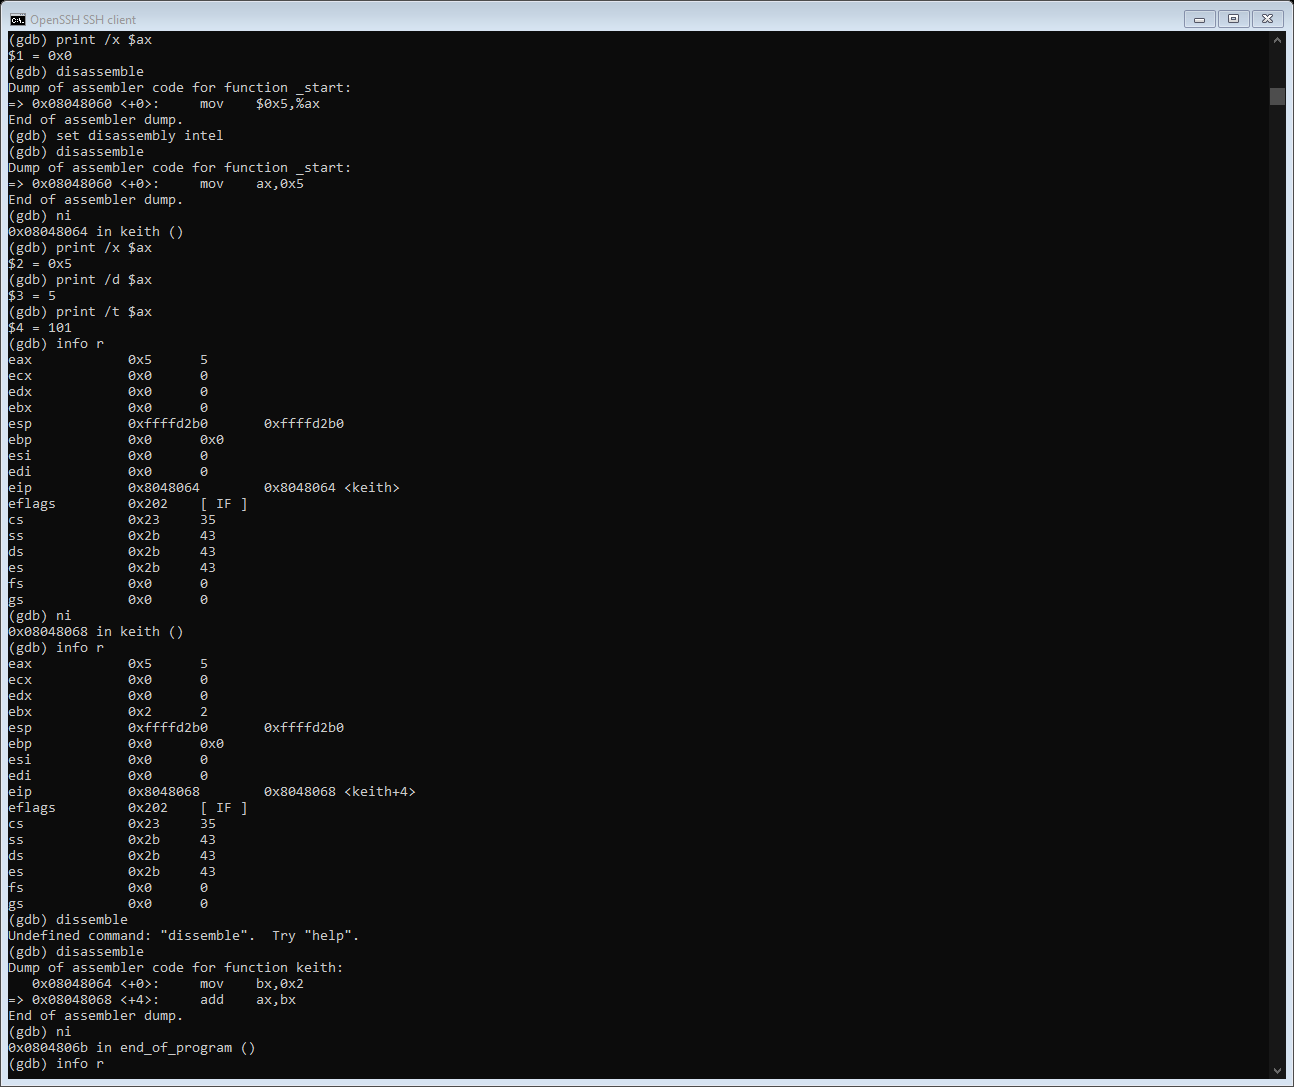 OpenSSH SSH client
(gdb) print /x $ax
$1 = 0x0
(gdb) disassemble
Dump of assembler code for function _start:
=> 0x08048060 <+0>:     mov    $0x5,%ax
End of assembler dump.
(gdb) set disassembly intel
(gdb) disassemble
Dump of assembler code for function _start:
=> 0x08048060 <+0>:     mov    ax,0x5
End of assembler dump.
(gdb) ni
0x08048064 in keith ()
(gdb) print /x $ax
$2 = 0x5
(gdb) print /d $ax
$3 = 5
(gdb) print /t $ax
$4 = 101
(gdb) info r
eax            0x5      5
ecx            0x0      0
edx            0x0      0
ebx            0x0      0
esp            0xffffd2b0       0xffffd2b0
ebp            0x0      0x0
esi            0x0      0
edi            0x0      0
eip            0x8048064        0x8048064 <keith>
eflags         0x202    [ IF ]
cs             0x23     35
ss             0x2b     43
ds             0x2b     43
es             0x2b     43
fs             0x0      0
gs             0x0      0
(gdb) ni
0x08048068 in keith ()
(gdb) info r
eax            0x5      5
ecx            0x0      0
edx            0x0      0
ebx            0x2      2
esp            0xffffd2b0       0xffffd2b0
ebp            0x0      0x0
esi            0x0      0
edi            0x0      0
eip            0x8048068        0x8048068 <keith+4>
eflags         0x202    [ IF ]
cs             0x23     35
ss             0x2b     43
ds             0x2b     43
es             0x2b     43
fs             0x0      0
gs             0x0      0
(gdb) dissemble
Undefined command: "dissemble".  Try "help".
(gdb) disassemble
Dump of assembler code for function keith:
   0x08048064 <+0>:     mov    bx,0x2
=> 0x08048068 <+4>:     add    ax,bx
End of assembler dump.
(gdb) ni
0x0804806b in end_of_program ()
(gdb) info r